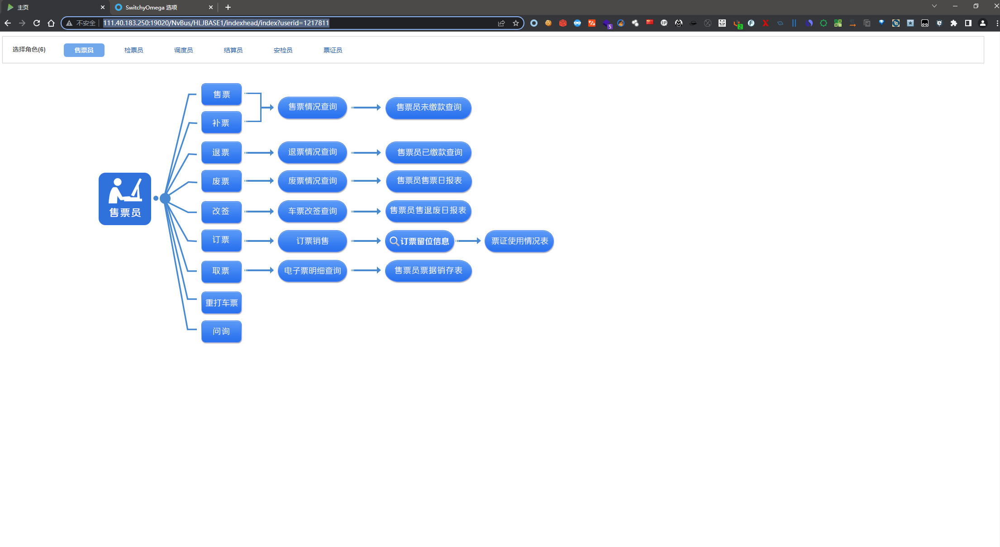 主页
SwitchyOmega 选项
不安全
111.40.183.250:19020/NvBus/HLJBASE1/indexhead/index?userid=1217811
5
2
选择角色(6) 售票员 检票员 调度员 结算员 安检员 票证员
售票
售票情况查询
售票员未缴款查询
补票
退票 退票情况查询 售票员已缴款查询
废票 废票情况查询 售票员售票日报表
改签 车票改签查询 售票员售退废日报表
售票员
订票 订票销售 订票留位信息 票证使用情况表
取票 电子票明细查询 售票员票据销存表
重打车票
问询